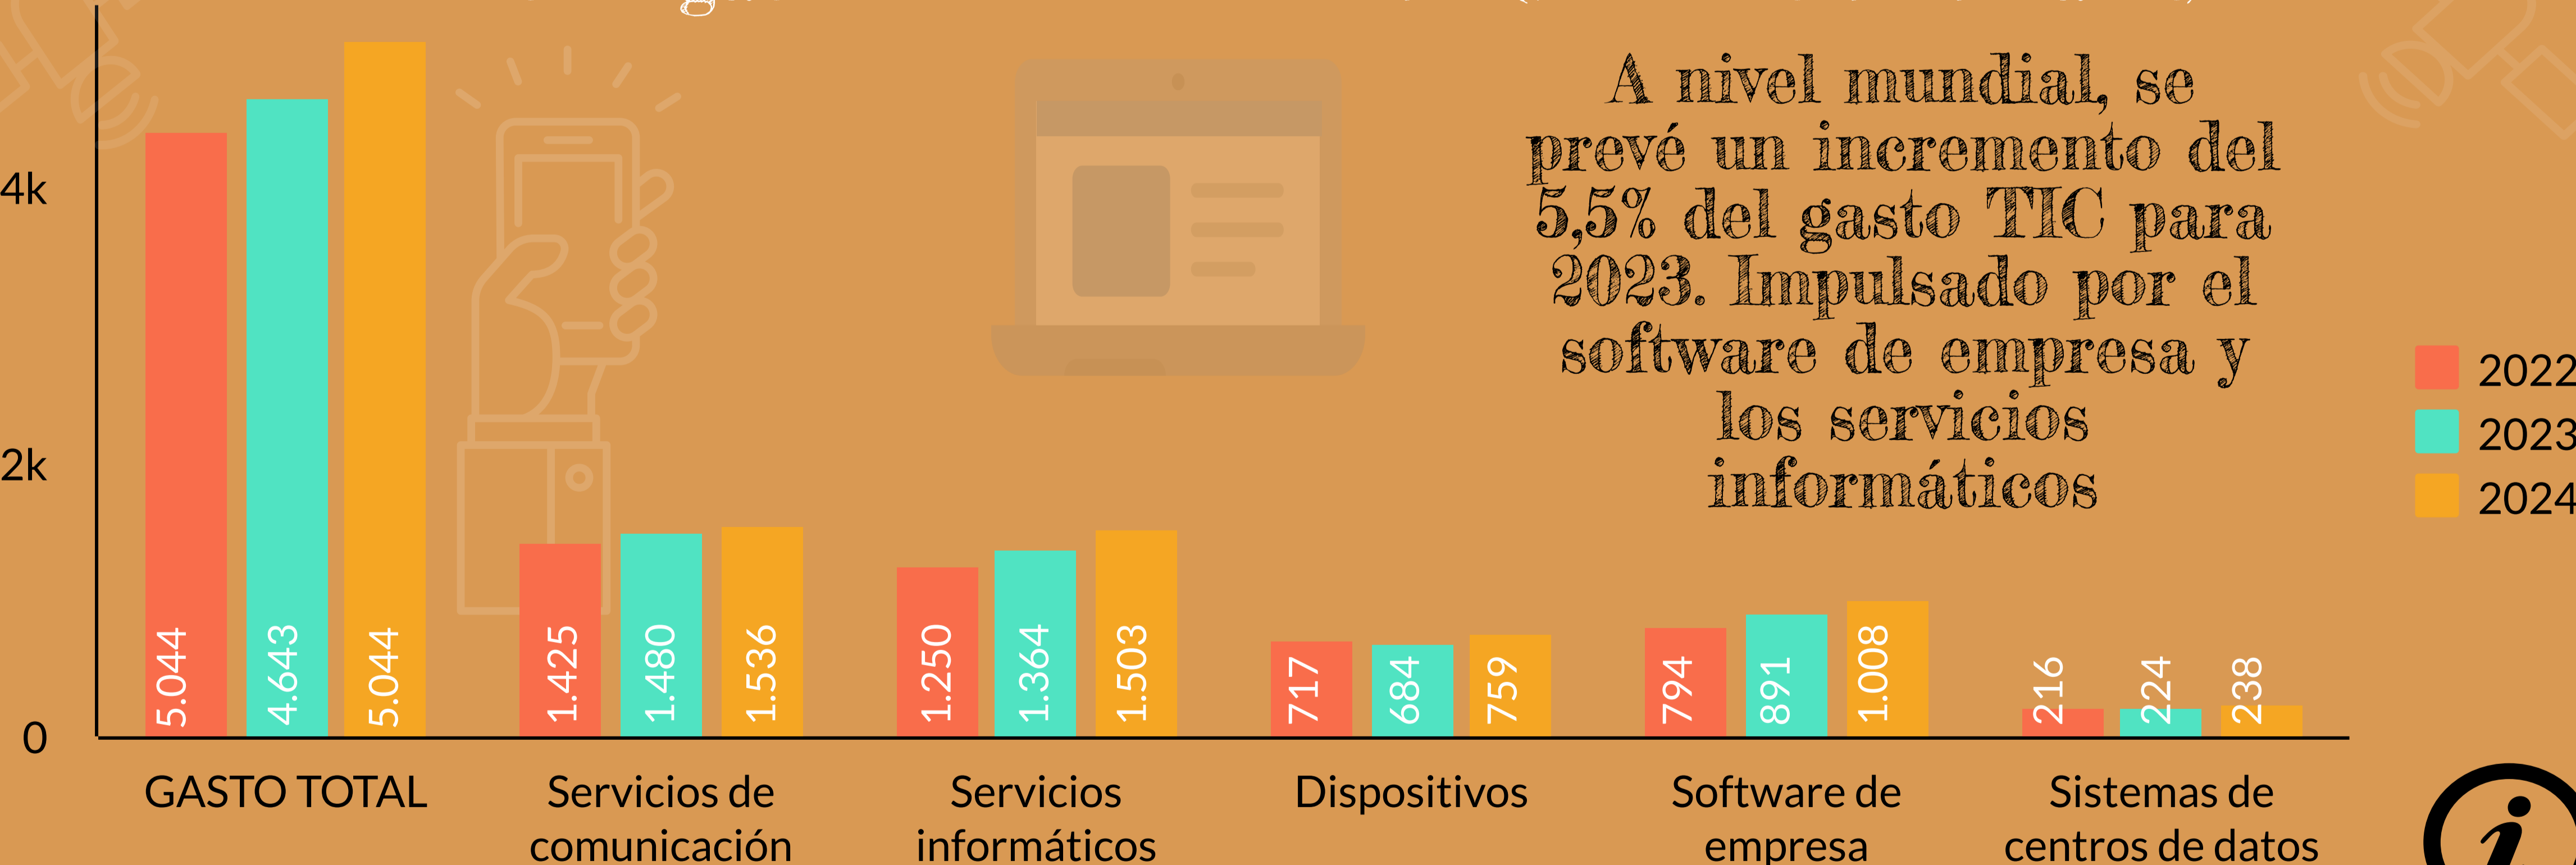 A nivel mundial, se
prevé un incremento del
5,5% del gasto TIC para
2023. Impulsado por el
software de empresa y
los servicios
informáticos
4k
2k
0
5.044
4.643
5.044
1.425
1.480
1.536
1.250
1.364
1.503
717
684
759
794
891
1.008
216
224
238
GASTO TOTAL
Servicios de
comunicación
Servicios
informáticos
Dispositivos
Software de
empresa
Sistemas de
centros de datos
2022
2023
2024
i